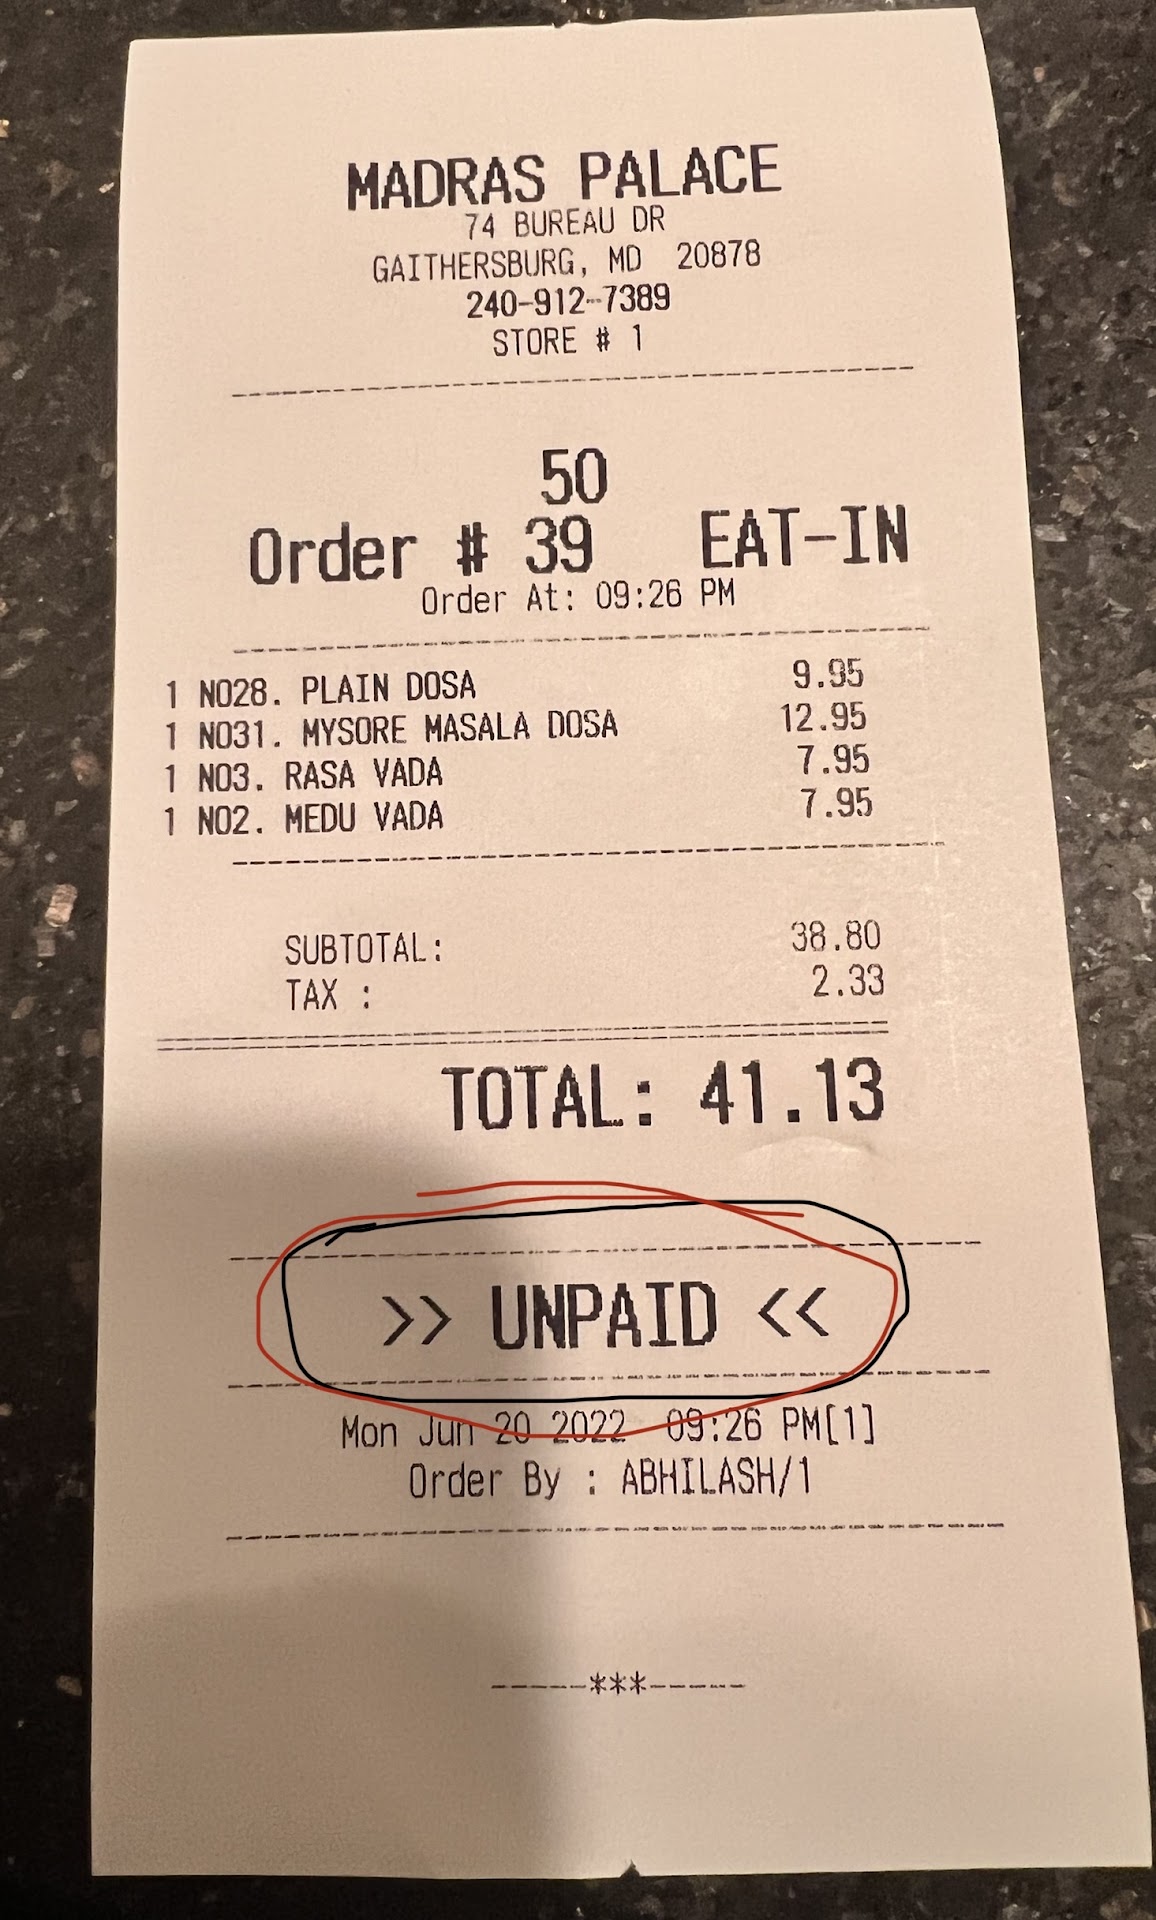 MADRAS PALACE
74 BUREAU DR
GAITHERSBURG, MD 20878
240-912-7389
STORE # 1
50
Order # 39 EAT-IN
Order At: 09:26 PM
1 NO28. PLAIN DOSA 9.95
1 NO31. MYSORE MASALA DOSA 12.95
1 NO3. RASA VADA 7.95
1 NO2. MEDU VADA 7.95
SUBTOTAL: 38.80
TAX : 2.33
TOTAL: 41.13
>> UNPAID <<
Mon Jun 20 2022 09:26 PM[1]
Order By : ABHILASH/1
-----***-----